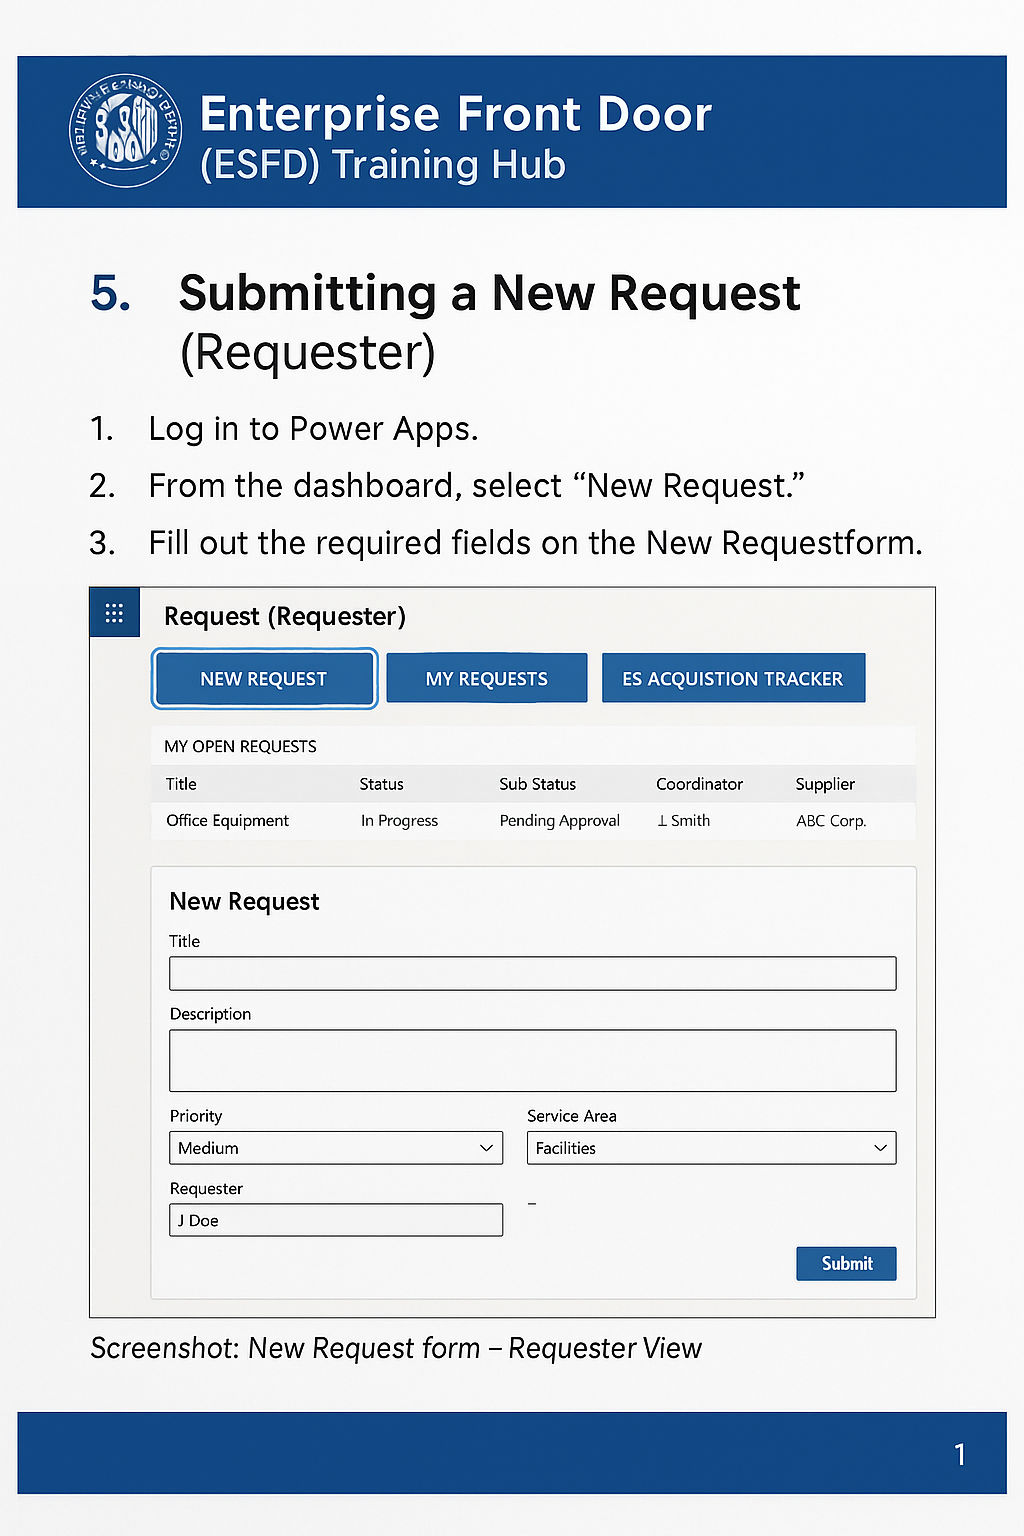 Enterprise Front Door
(ESFD) Training Hub
5. Submitting a New Request
(Requester)
1. Log in to Power Apps.
2. From the dashboard, select “New Request.”
3. Fill out the required fields on the New Requestform.
Request (Requester)
NEW REQUEST MY REQUESTS ES ACQUISTION TRACKER
MY OPEN REQUESTS
Title Status Sub Status Coordinator Supplier
Office Equipment In Progress Pending Approval Smith ABC Corp.
New Request
Title
Description
Priority Service Area
Medium Facilities
Requester
J Doe
–
Submit
Screenshot: New Request form – Requester View
1